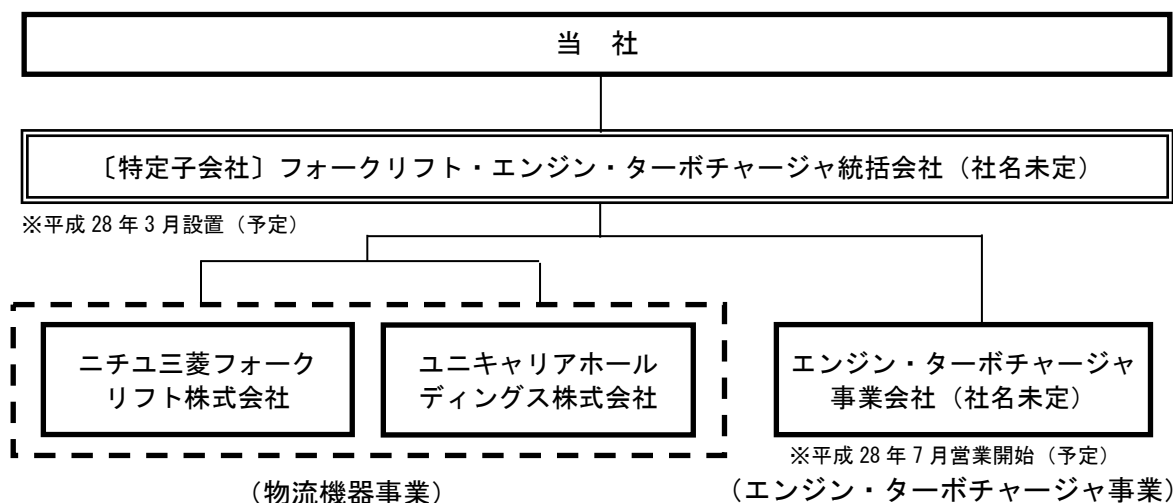 当 社
〔特定子会社〕フォークリフト・エンジン・ターボチャージャ統括会社（社名未定）
※平成 28 年 3 月設置（予定）
ニチユ三菱フォーク
リフト株式会社
ユニキャリアホール
ディングス株式会社
エンジン・ターボチャージャ
事業会社（社名未定）
※平成 28 年 7 月営業開始（予定）
（物流機器事業）
（エンジン・ターボチャージャ事業）